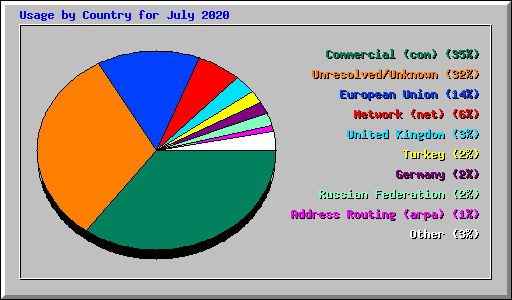 Usage by Country for July 2020
Commercial (com) (35%)
Unresolved/Unknown (32%)
European Union (14%)
Network (net) (6%)
United Kingdom (3%)
Turkey (2%)
Germany (2%)
Russian Federation (2%)
Address Routing (arpa) (1%)
Other (3%)